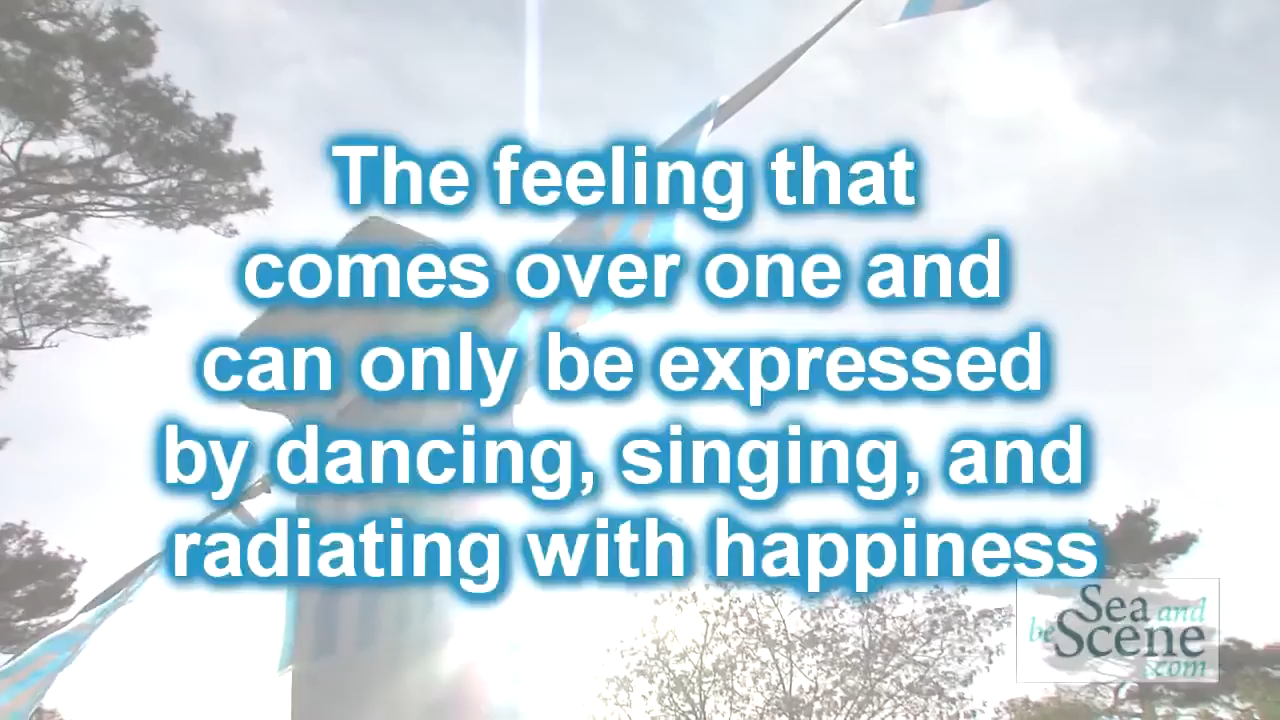 The feeling that
comes over one and
can only be expressed
by dancing, singing, and
radiating with happiness
Sea and
be Scene
.com